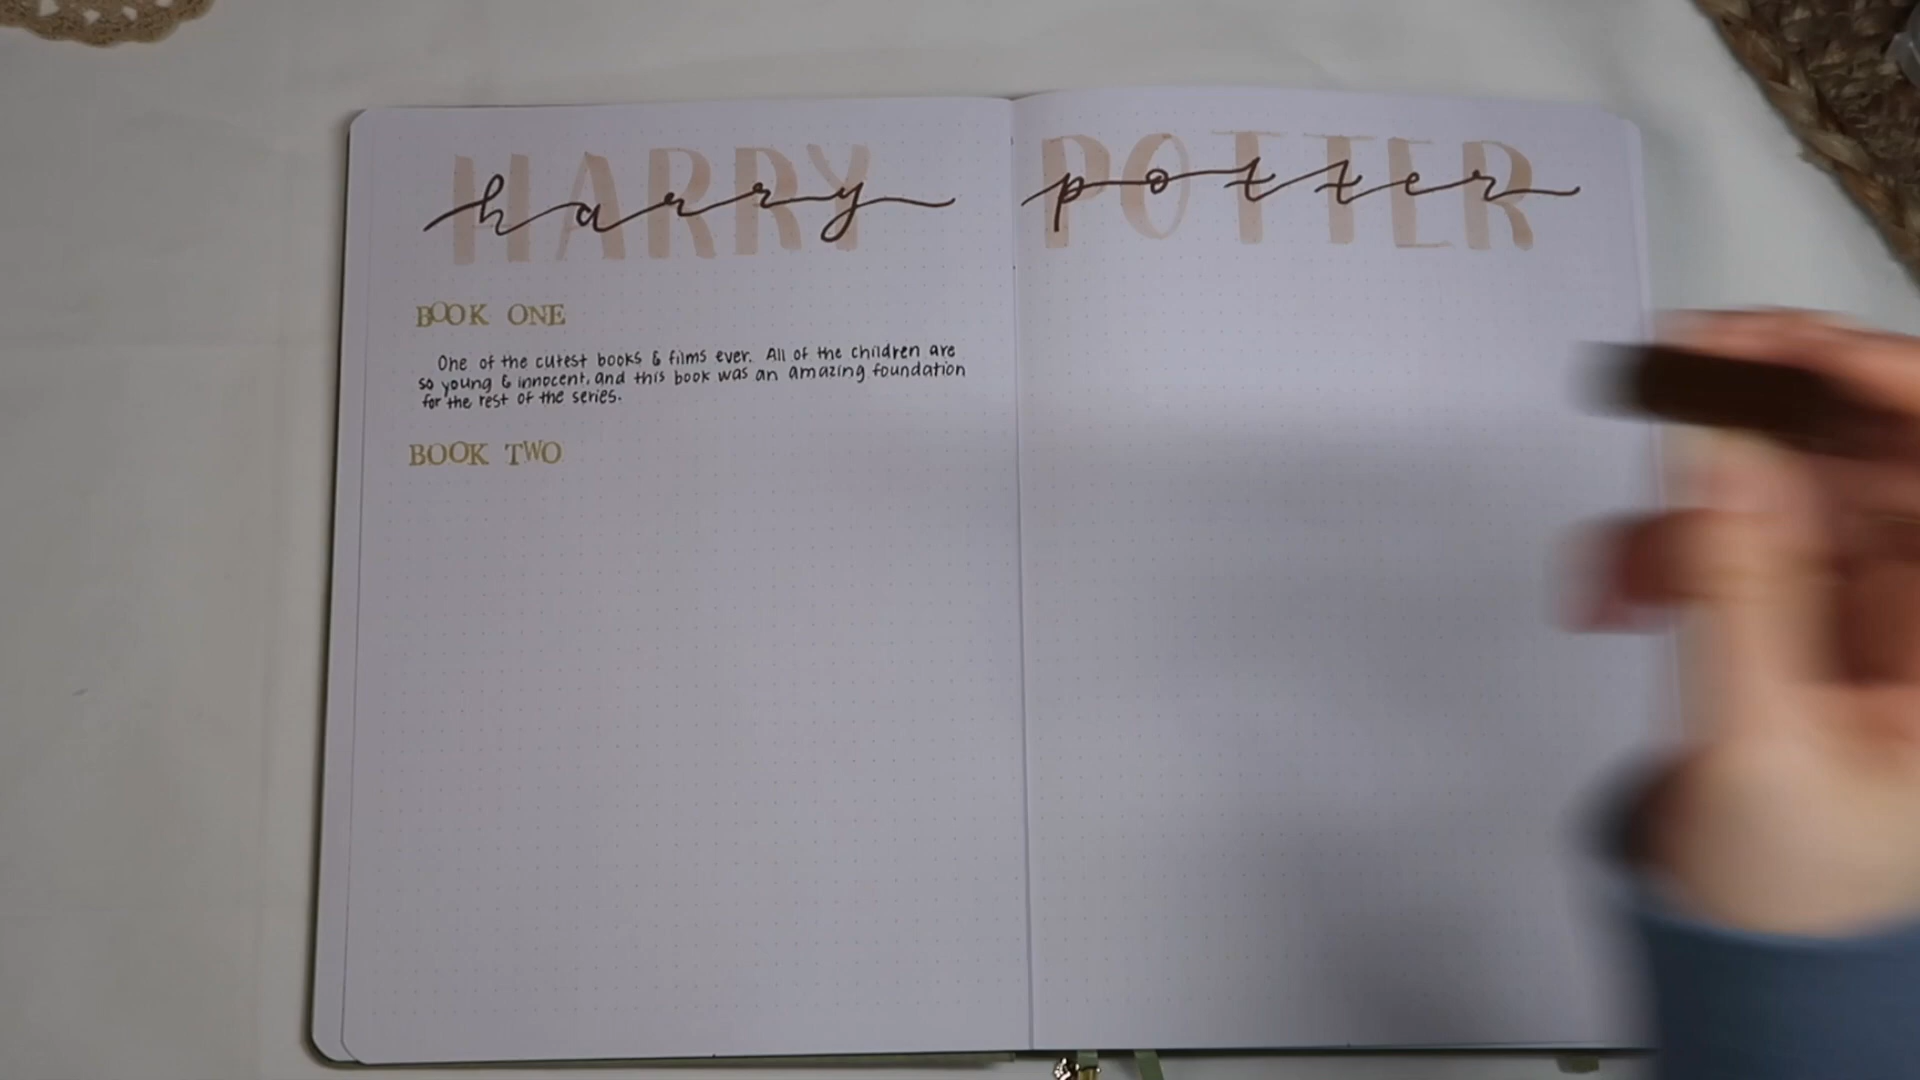 HARRY POTTER
harry potter
BOOK ONE
One of the cutest books & films ever. All of the children are
so young & innocent, and this book was an amazing foundation
for the rest of the series.
BOOK TWO